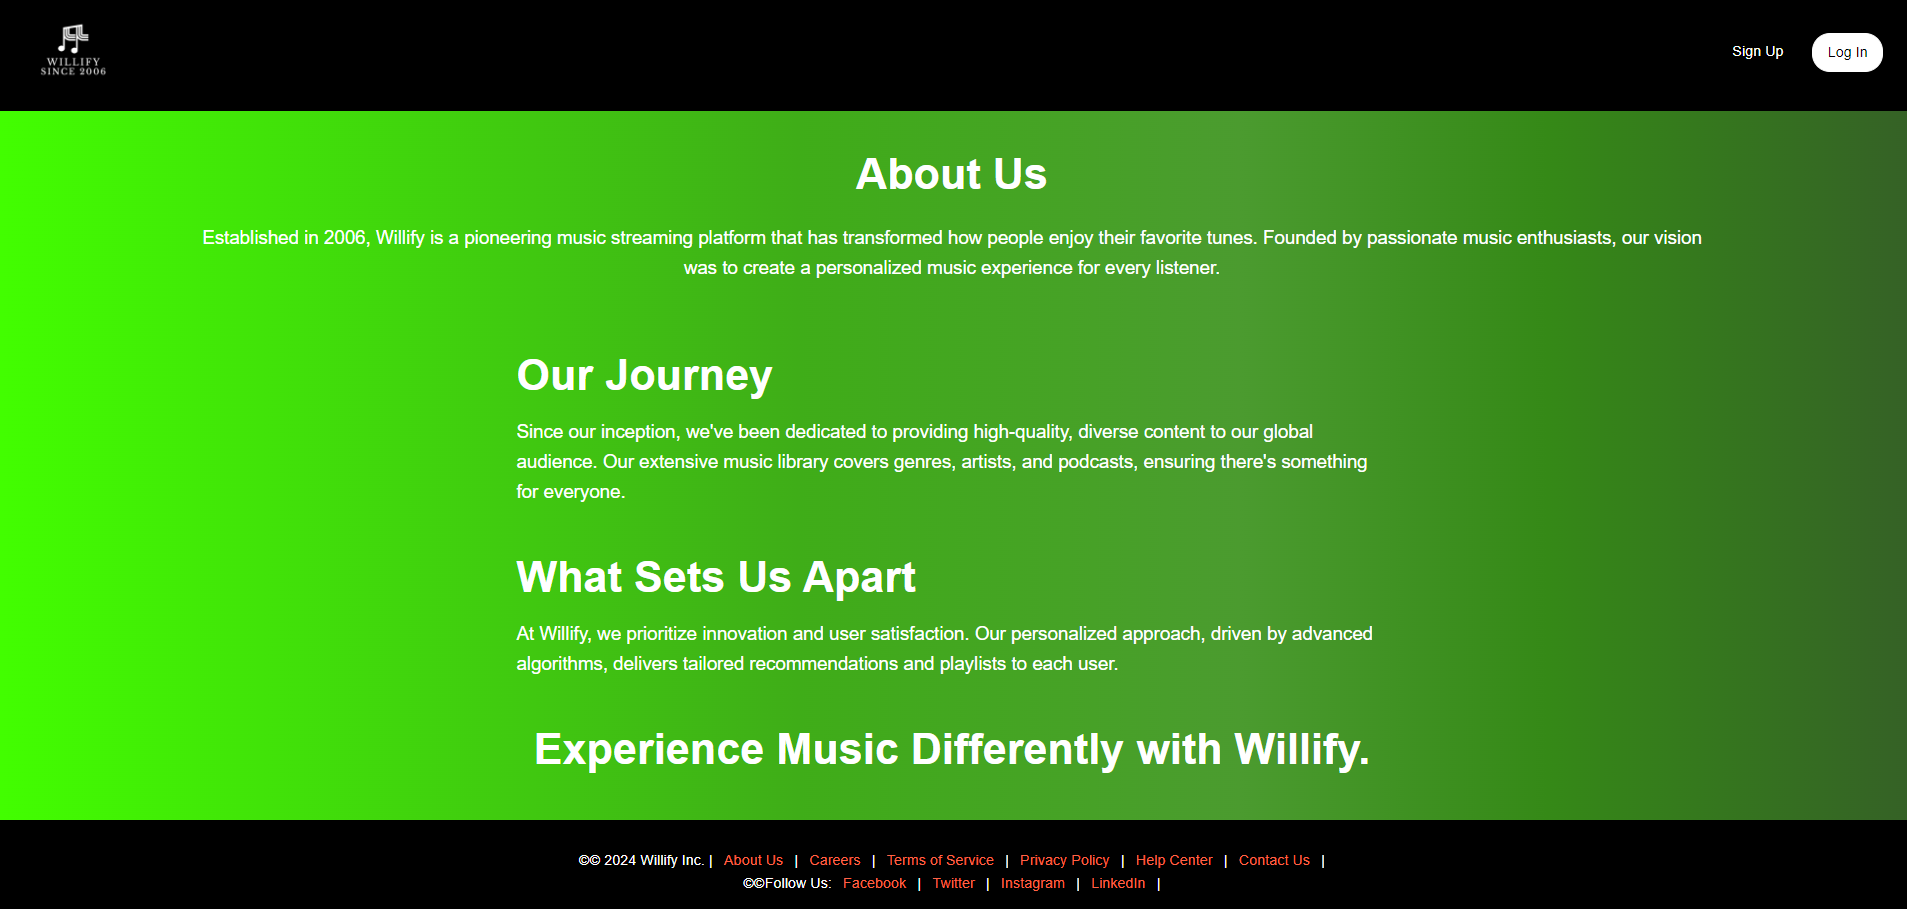 WILLIFY
SINCE 2006
Sign Up
Log In
About Us
Established in 2006, Willify is a pioneering music streaming platform that has transformed how people enjoy their favorite tunes. Founded by passionate music enthusiasts, our vision
was to create a personalized music experience for every listener.
Our Journey
Since our inception, we've been dedicated to providing high-quality, diverse content to our global
audience. Our extensive music library covers genres, artists, and podcasts, ensuring there's something
for everyone.
What Sets Us Apart
At Willify, we prioritize innovation and user satisfaction. Our personalized approach, driven by advanced
algorithms, delivers tailored recommendations and playlists to each user.
Experience Music Differently with Willify.
©© 2024 Willify Inc. | About Us | Careers | Terms of Service | Privacy Policy | Help Center | Contact Us |
©©Follow Us: Facebook | Twitter | Instagram | LinkedIn |